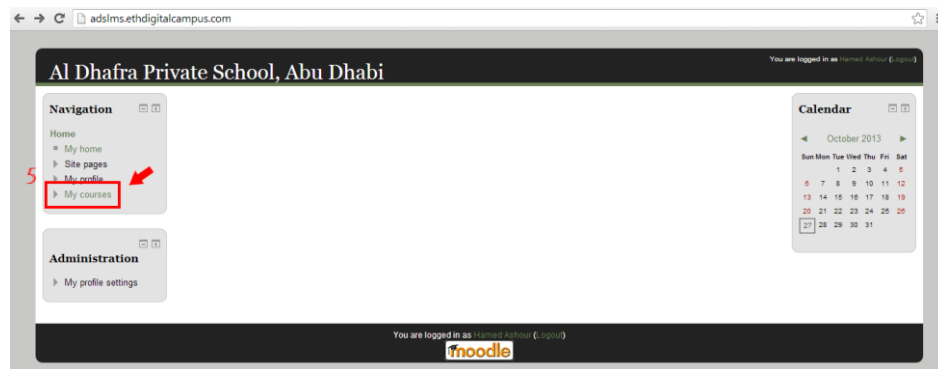 adslms.ethdigitalcampus.com
Al Dhafra Private School, Abu Dhabi
You are logged in as Hamed Ashour (Logout)
Navigation
Home
My home
Site pages
My profile
5
My courses
Administration
My profile settings
Calendar
October 2013
Sun Mon Tue Wed Thu Fri Sat
1 2 3 4 5
6 7 8 9 10 11 12
13 14 15 16 17 18 19
20 21 22 23 24 25 26
27 28 29 30 31
You are logged in as Hamed Ashour (Logout)
moodle